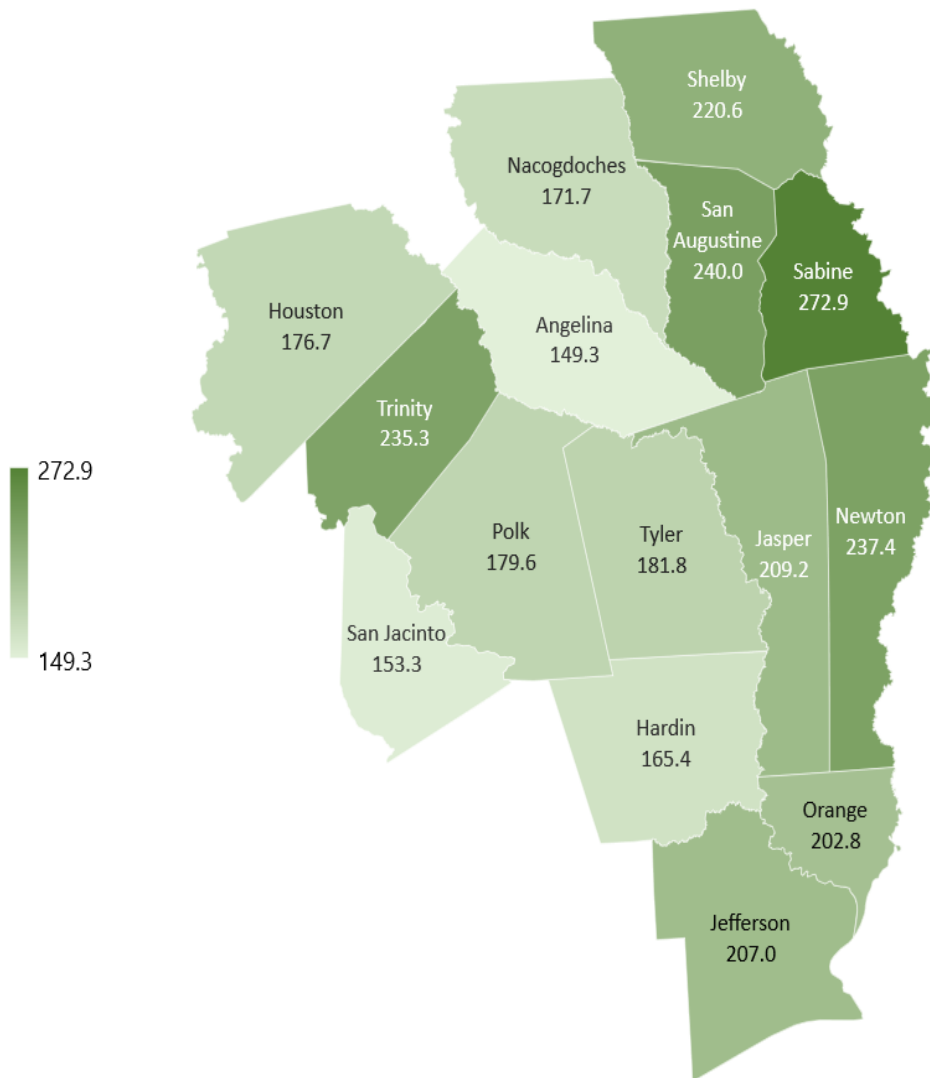 Shelby
220.6
Nacogdoches
171.7
San
Augustine
240.0
Sabine
272.9
Houston
176.7
Angelina
149.3
Trinity
235.3
272.9
149.3
Polk
179.6
Tyler
181.8
Jasper
209.2
Newton
237.4
San Jacinto
153.3
Hardin
165.4
Orange
202.8
Jefferson
207.0